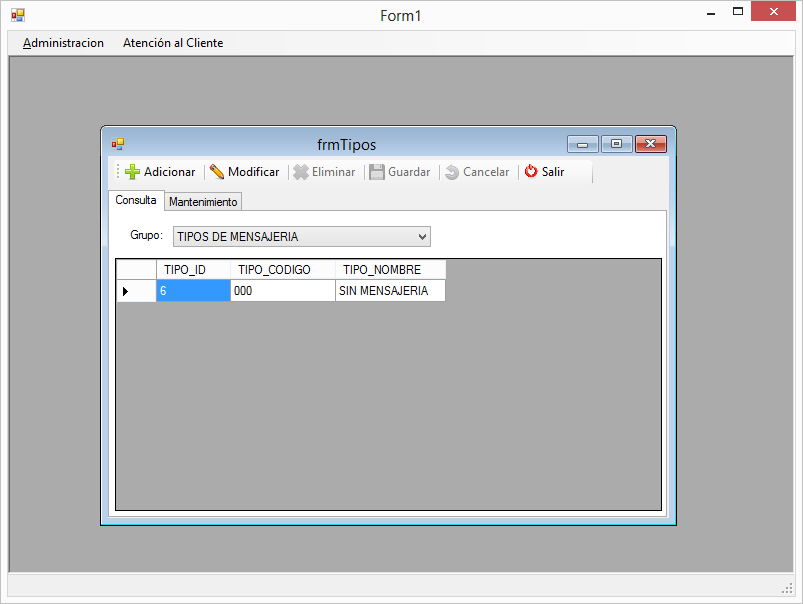 Form1
Administracion Atención al Cliente
frmTipos
Adicionar Modificar Eliminar Guardar Cancelar Salir
Consulta Mantenimiento
Grupo: TIPOS DE MENSAJERIA
TIPO_ID TIPO_CODIGO TIPO_NOMBRE
6 000 SIN MENSAJERIA